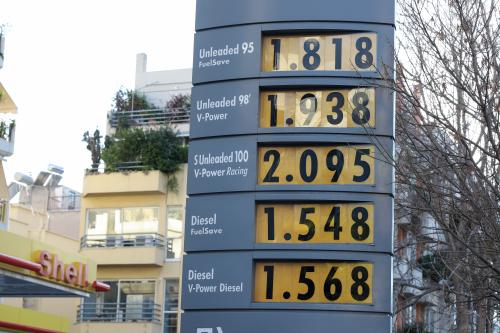 Unleaded 95
FuelSave
1.818
Unleaded 98'
V-Power
1.938
S Unleaded 100
V-Power Racing
2.095
Diesel
FuelSave
1.548
Diesel
V-Power Diesel
1.568
Shell